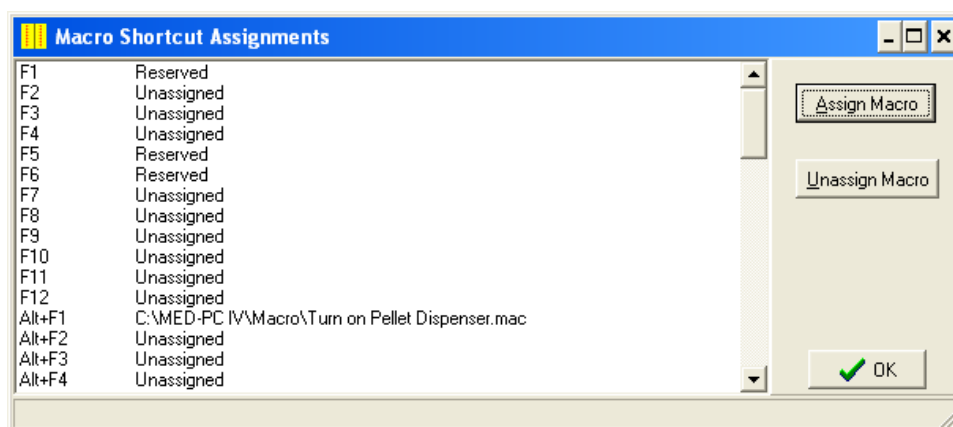 Macro Shortcut Assignments
F1 Reserved
F2 Unassigned
F3 Unassigned
F4 Unassigned
F5 Reserved
F6 Reserved
F7 Unassigned
F8 Unassigned
F9 Unassigned
F10 Unassigned
F11 Unassigned
F12 Unassigned
Alt+F1 C:\MED-PC IV\Macro\Turn on Pellet Dispenser.mac
Alt+F2 Unassigned
Alt+F3 Unassigned
Alt+F4 Unassigned
Assign Macro
Unassign Macro
OK